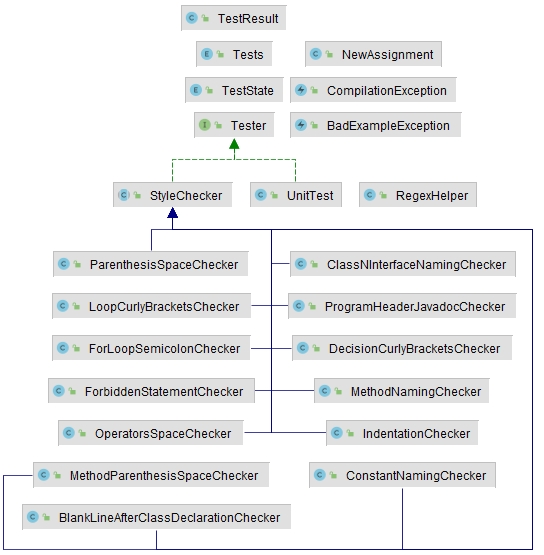 TestResult
Tests
NewAssignment
TestState
CompilationException
Tester
BadExampleException
StyleChecker
UnitTest
RegexHelper
ParenthesisSpaceChecker
ClassNInterfaceNamingChecker
LoopCurlyBracketsChecker
ProgramHeaderJavadocChecker
ForLoopSemicolonChecker
DecisionCurlyBracketsChecker
ForbiddenStatementChecker
MethodNamingChecker
OperatorsSpaceChecker
IndentationChecker
MethodParenthesisSpaceChecker
ConstantNamingChecker
BlankLineAfterClassDeclarationChecker